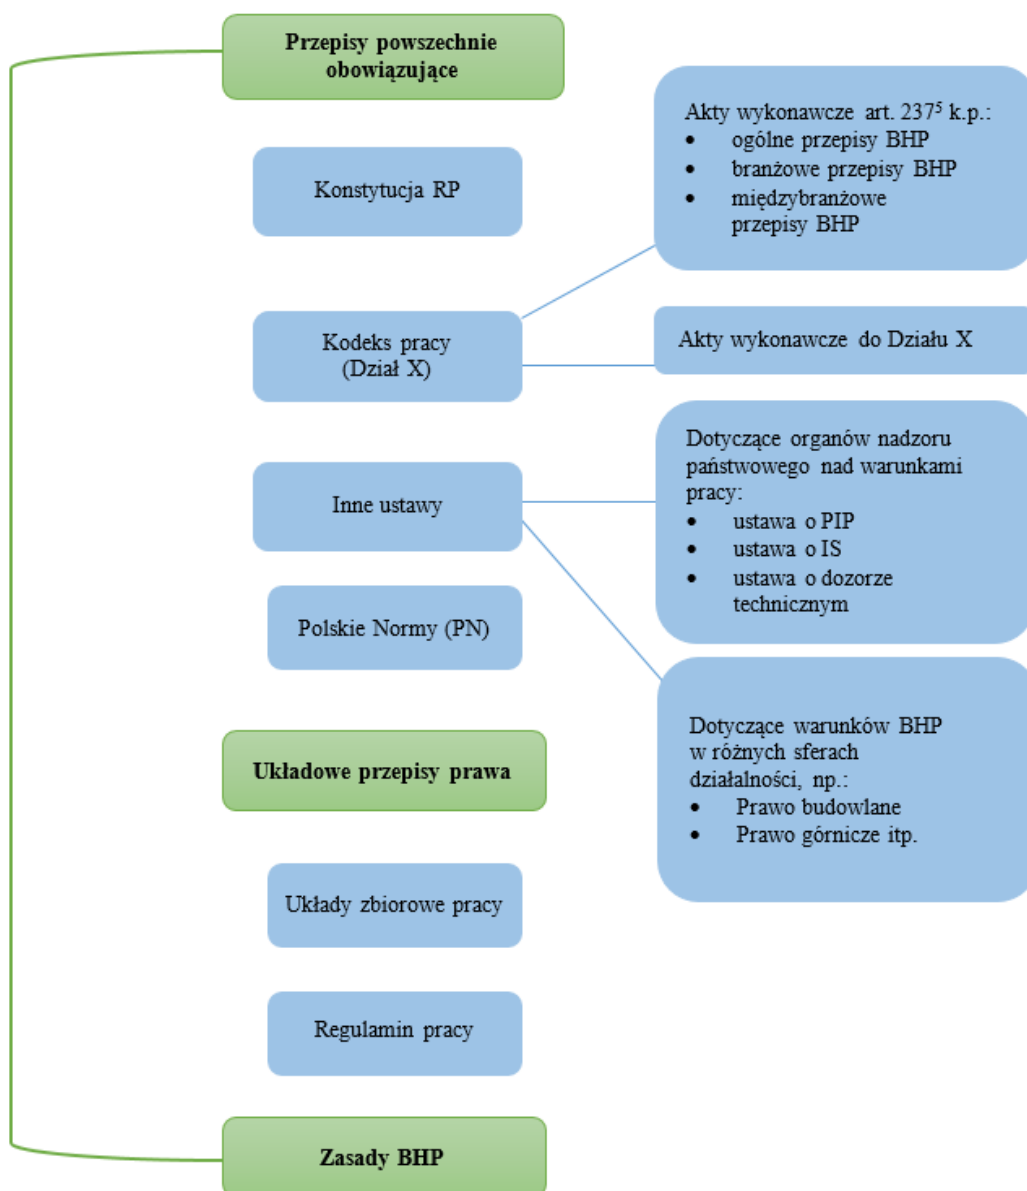 Przepisy powszechnie
obowiązujące
Konstytucja RP
Akty wykonawcze art. 237⁵ k.p.:
• ogólne przepisy BHP
• branżowe przepisy BHP
• międzybranżowe
przepisy BHP
Kodeks pracy
(Dział X)
Akty wykonawcze do Działu X
Inne ustawy
Dotyczące organów nadzoru
państwowego nad warunkami
pracy:
• ustawa o PIP
• ustawa o IS
• ustawa o dozorze
technicznym
Polskie Normy (PN)
Układowe przepisy prawa
Dotyczące warunków BHP
w różnych sferach
działalności, np.:
• Prawo budowlane
• Prawo górnicze itp.
Układy zbiorowe pracy
Regulamin pracy
Zasady BHP